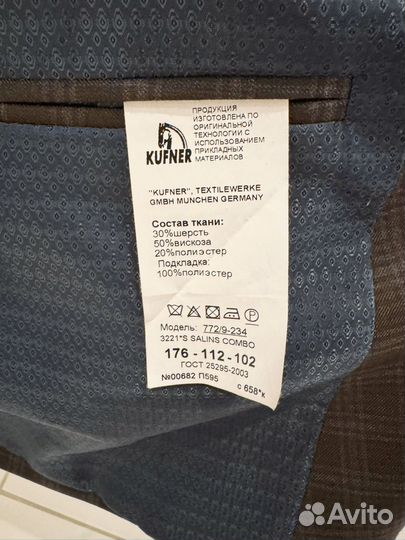 ПРОДУКЦИЯ
ИЗГОТОВЛЕНА ПО
ОРИГИНАЛЬНОЙ
ТЕХНОЛОГИИ С
ИСПОЛЬЗОВАНИЕМ
ПРИКЛАДНЫХ
МАТЕРИАЛОВ
KUFNER
"KUFNER", TEXTILEWERKE
GMBH MUNCHEN GERMANY
Состав ткани:
30%шерсть
50%вискоза
20%полиэстер
Подкладка:
100%полиэстер
Модель: 772/9-234
3221*S SALINS COMBO
176 - 112 - 102
ГОСТ 25295-2003
№00682 П595
с 658*к
Avito